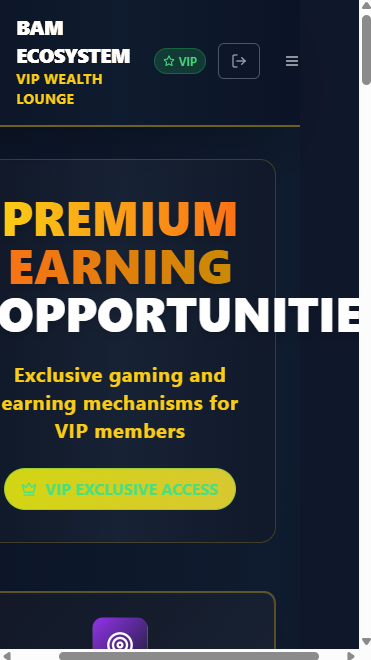 BAM
ECOSYSTEM
VIP WEALTH
LOUNGE
VIP
PREMIUM
EARNING
OPPORTUNITIE
Exclusive gaming and
earning mechanisms for
VIP members
VIP EXCLUSIVE ACCESS